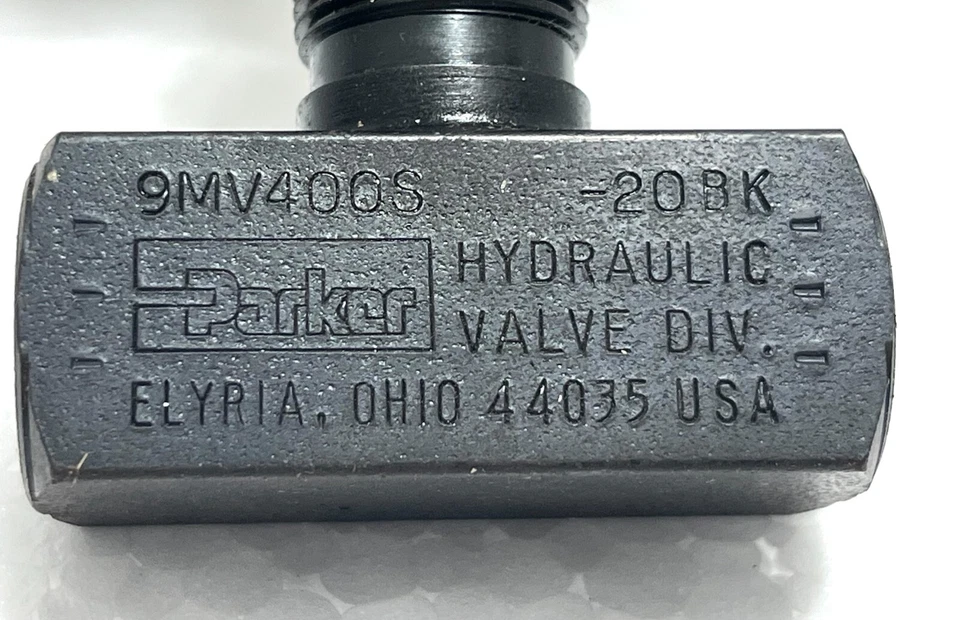 9MV400S -20BK
Parker HYDRAULIC
VALVE DIV.
ELYRIA, OHIO 44035 USA